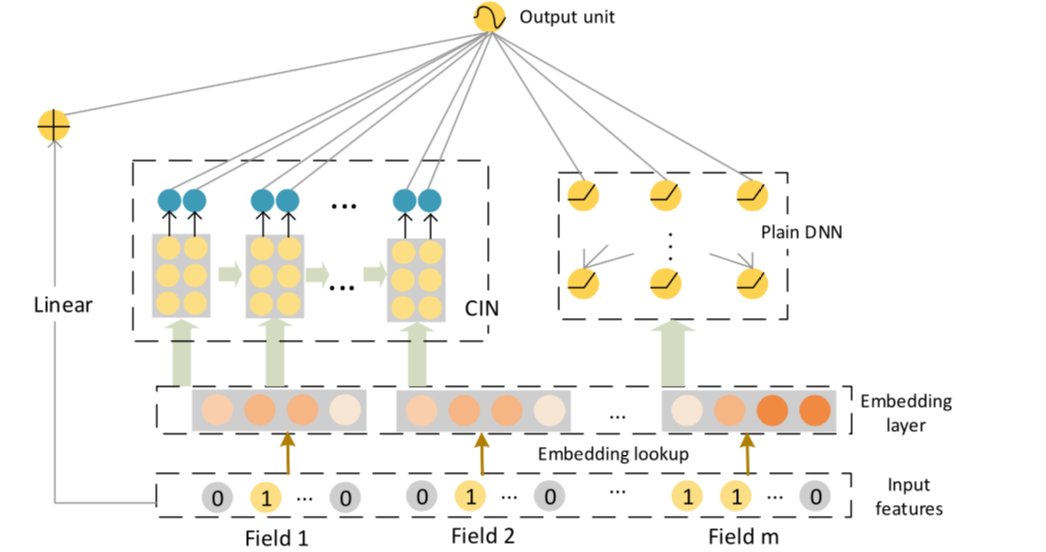 Output unit
...
Plain DNN
...
Linear
CIN
Embedding
layer
...
Embedding lookup
0 1 ... 0
0 1 ... 0
...
1 1 ... 0
Input
features
Field 1
Field 2
Field m